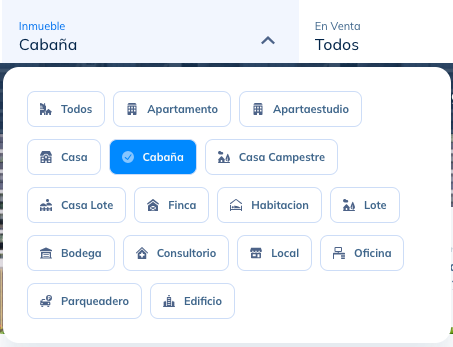 Inmueble En Venta
Cabaña Todos
Todos Apartamento Apartaestudio
Casa Cabaña Casa Campestre
Casa Lote Finca Habitacion Lote
Bodega Consultorio Local Oficina
Parqueadero Edificio